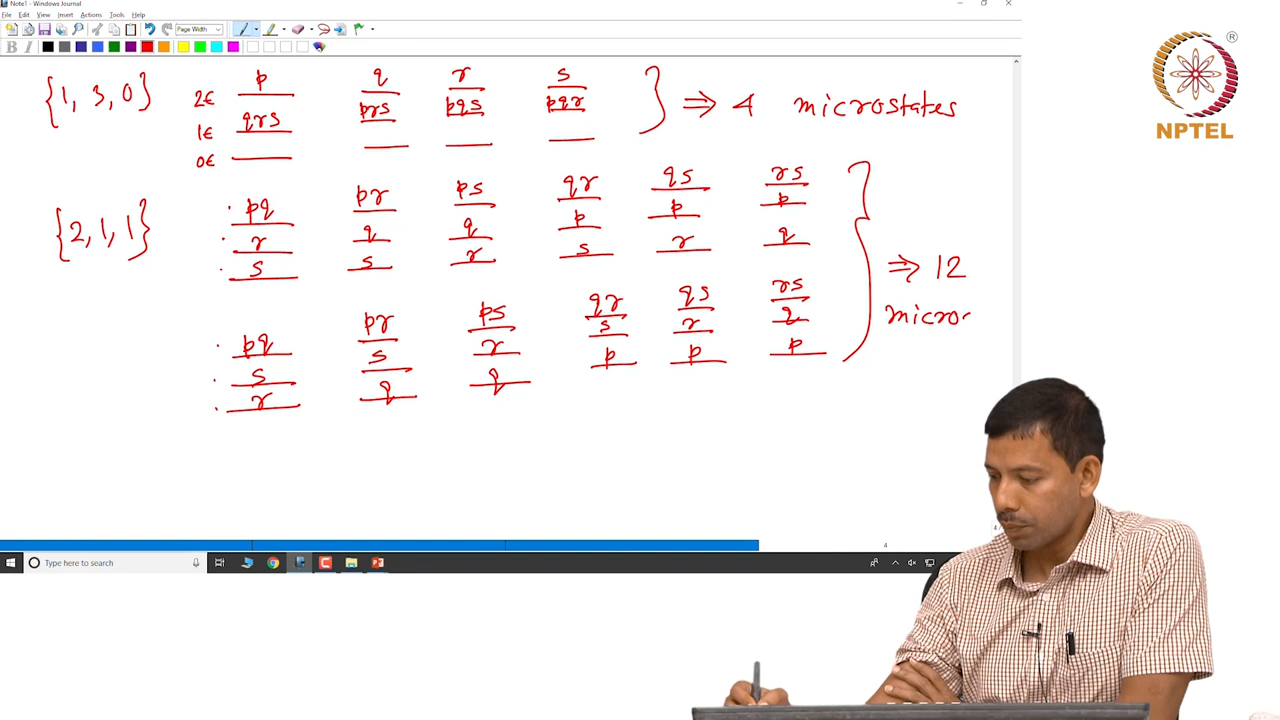 Note1 - Windows Journal
File Edit View Insert Actions Tools Help
Page Width
{1, 3, 0} 2ϵ p q r s
1ϵ qrs prs pqs pqr ⇒ 4 microstates
0ϵ
{2, 1, 1} pq pr ps qr qs rs
r q q p p p
s s r s r q
⇒ 12
micro
pq pr ps qr qs rs
s s r s r q
r q q p p p
4
Type here to search
NPTEL
®